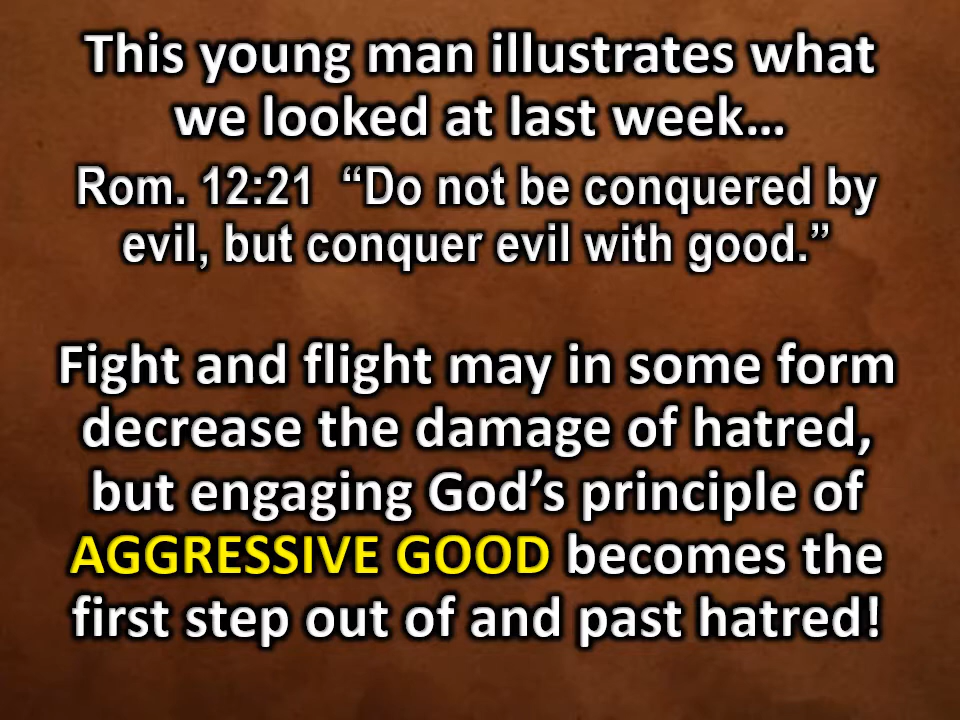 This young man illustrates what
we looked at last week…
Rom. 12:21  “Do not be conquered by
evil, but conquer evil with good.”
Fight and flight may in some form
decrease the damage of hatred,
but engaging God’s principle of
AGGRESSIVE GOOD becomes the
first step out of and past hatred!